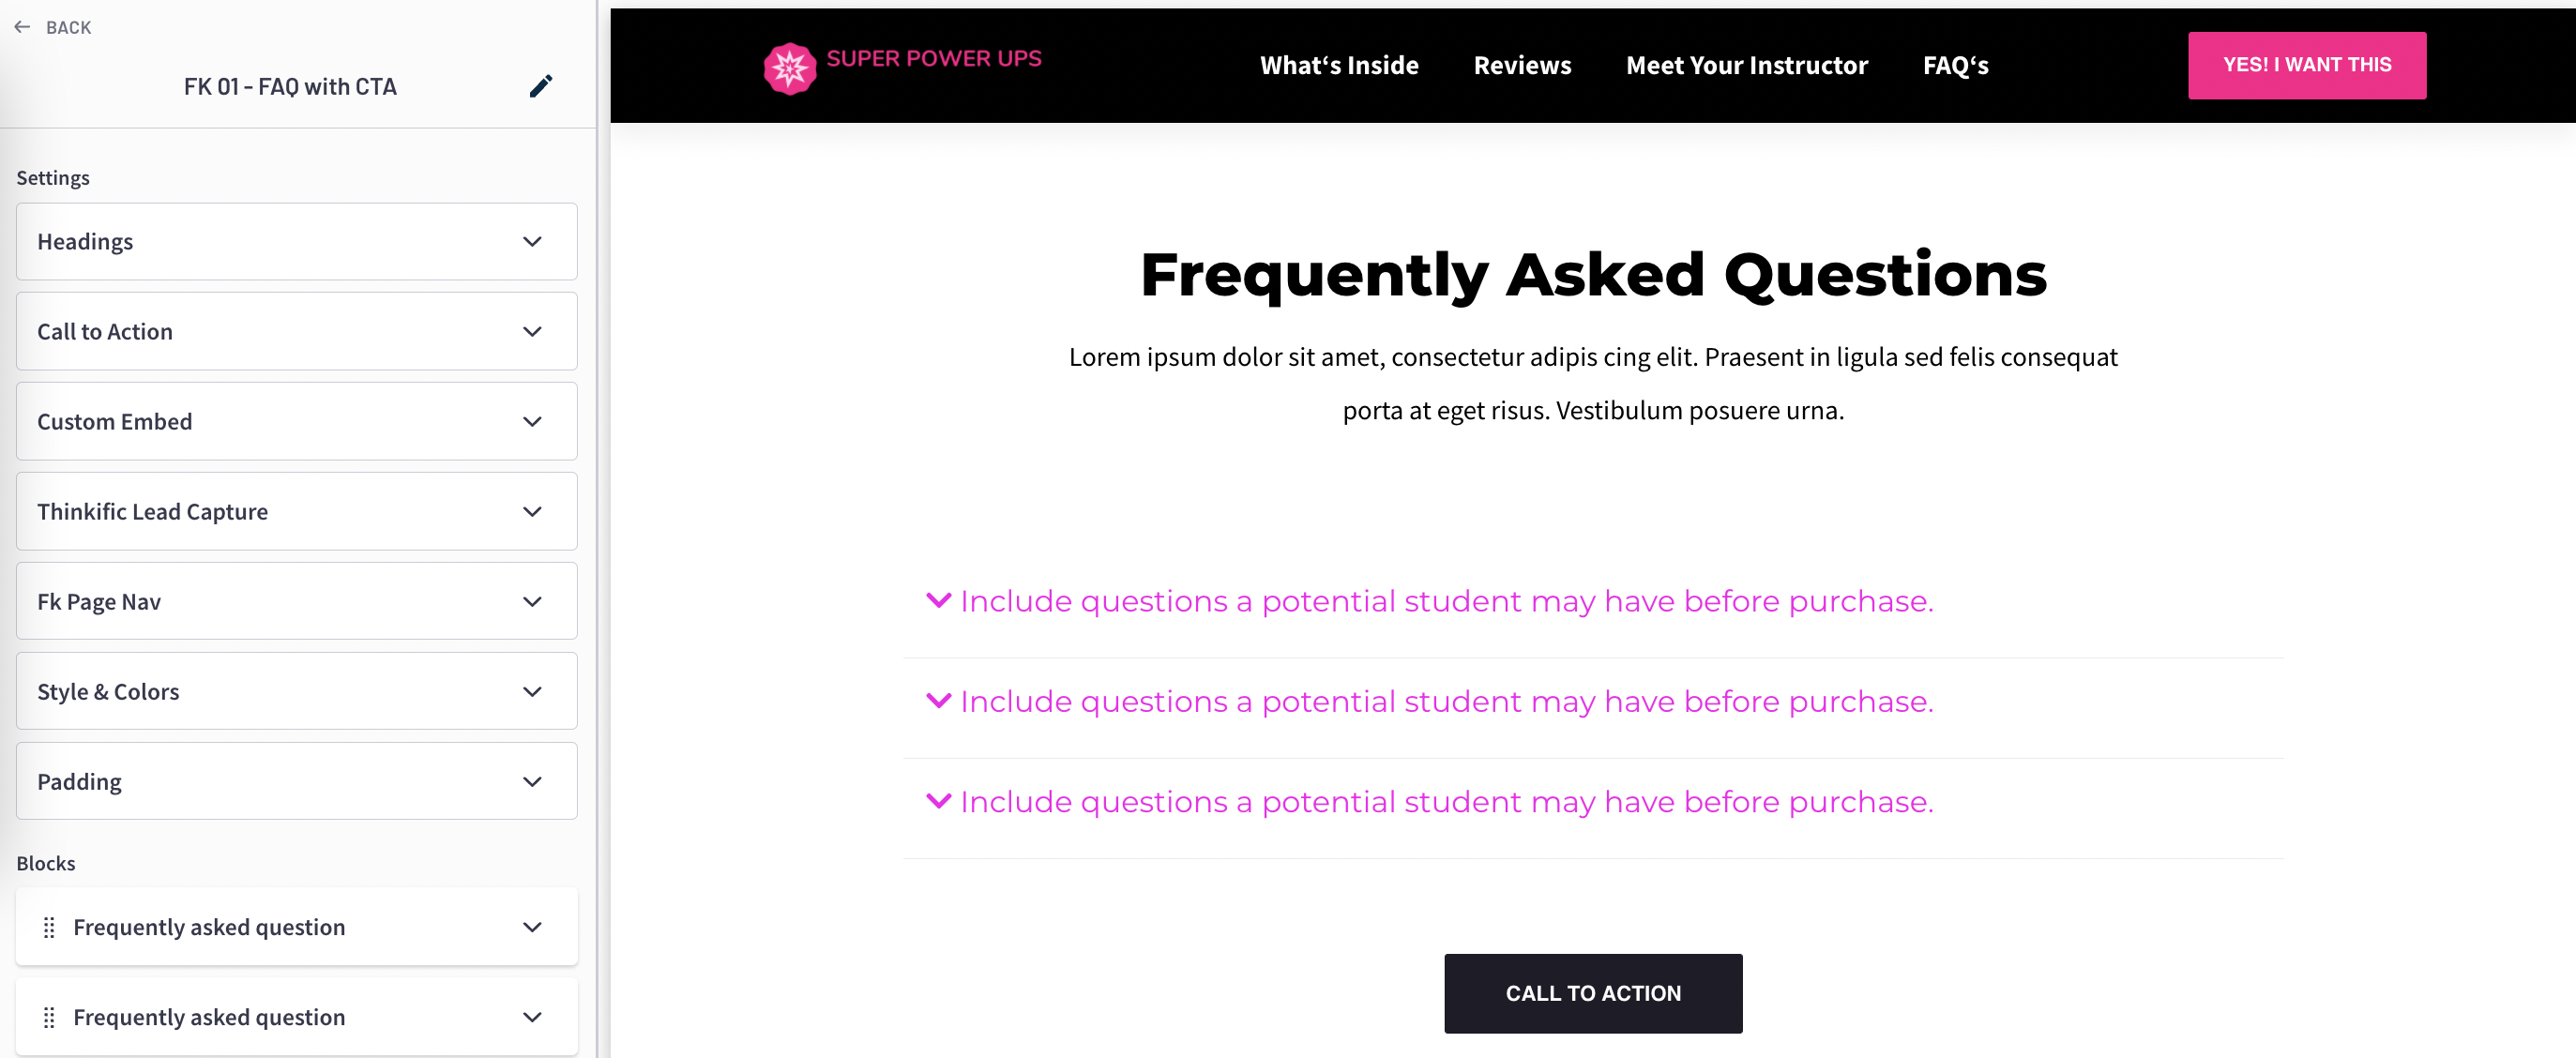 BACK
FK 01 - FAQ with CTA
Settings
Headings
Call to Action
Custom Embed
Thinkific Lead Capture
Fk Page Nav
Style & Colors
Padding
Blocks
Frequently asked question
Frequently asked question
SUPER POWER UPS
What‘s Inside
Reviews
Meet Your Instructor
FAQ‘s
YES! I WANT THIS
Frequently Asked Questions
Lorem ipsum dolor sit amet, consectetur adipis cing elit. Praesent in ligula sed felis consequat
porta at eget risus. Vestibulum posuere urna.
Include questions a potential student may have before purchase.
Include questions a potential student may have before purchase.
Include questions a potential student may have before purchase.
CALL TO ACTION